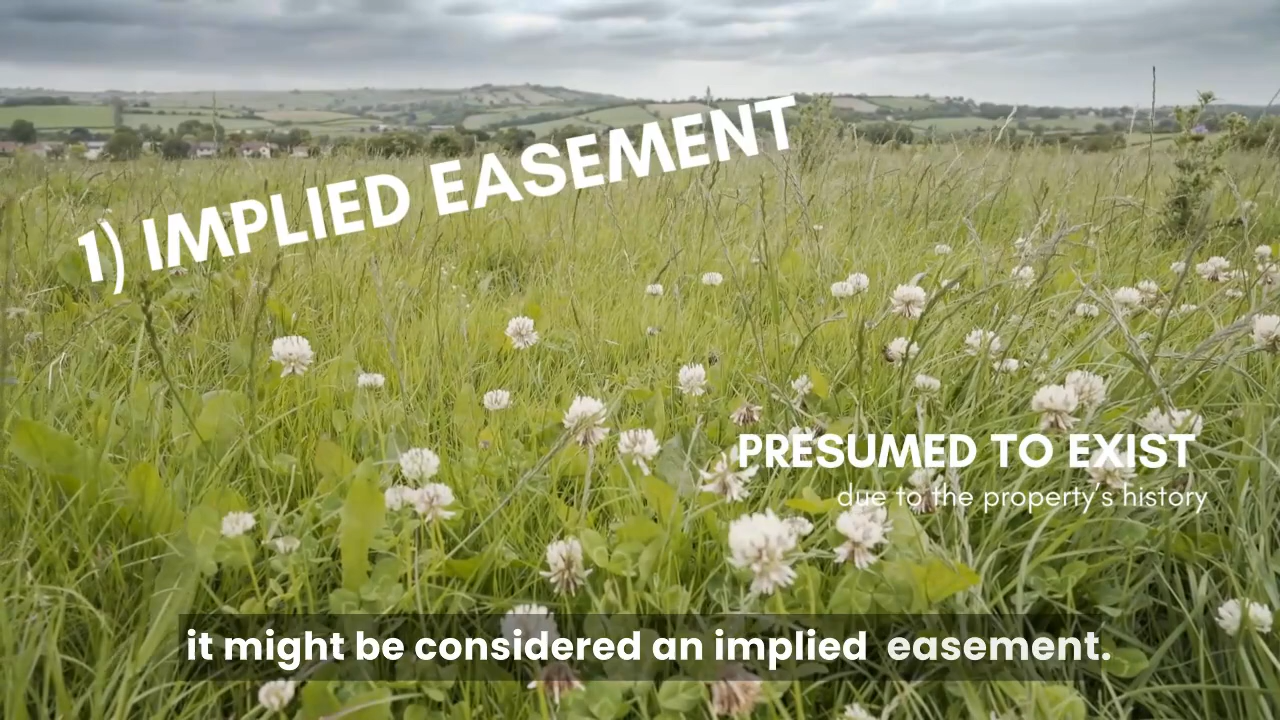 1) IMPLIED EASEMENT
PRESUMED TO EXIST
due to the property's history
it might be considered an implied easement.